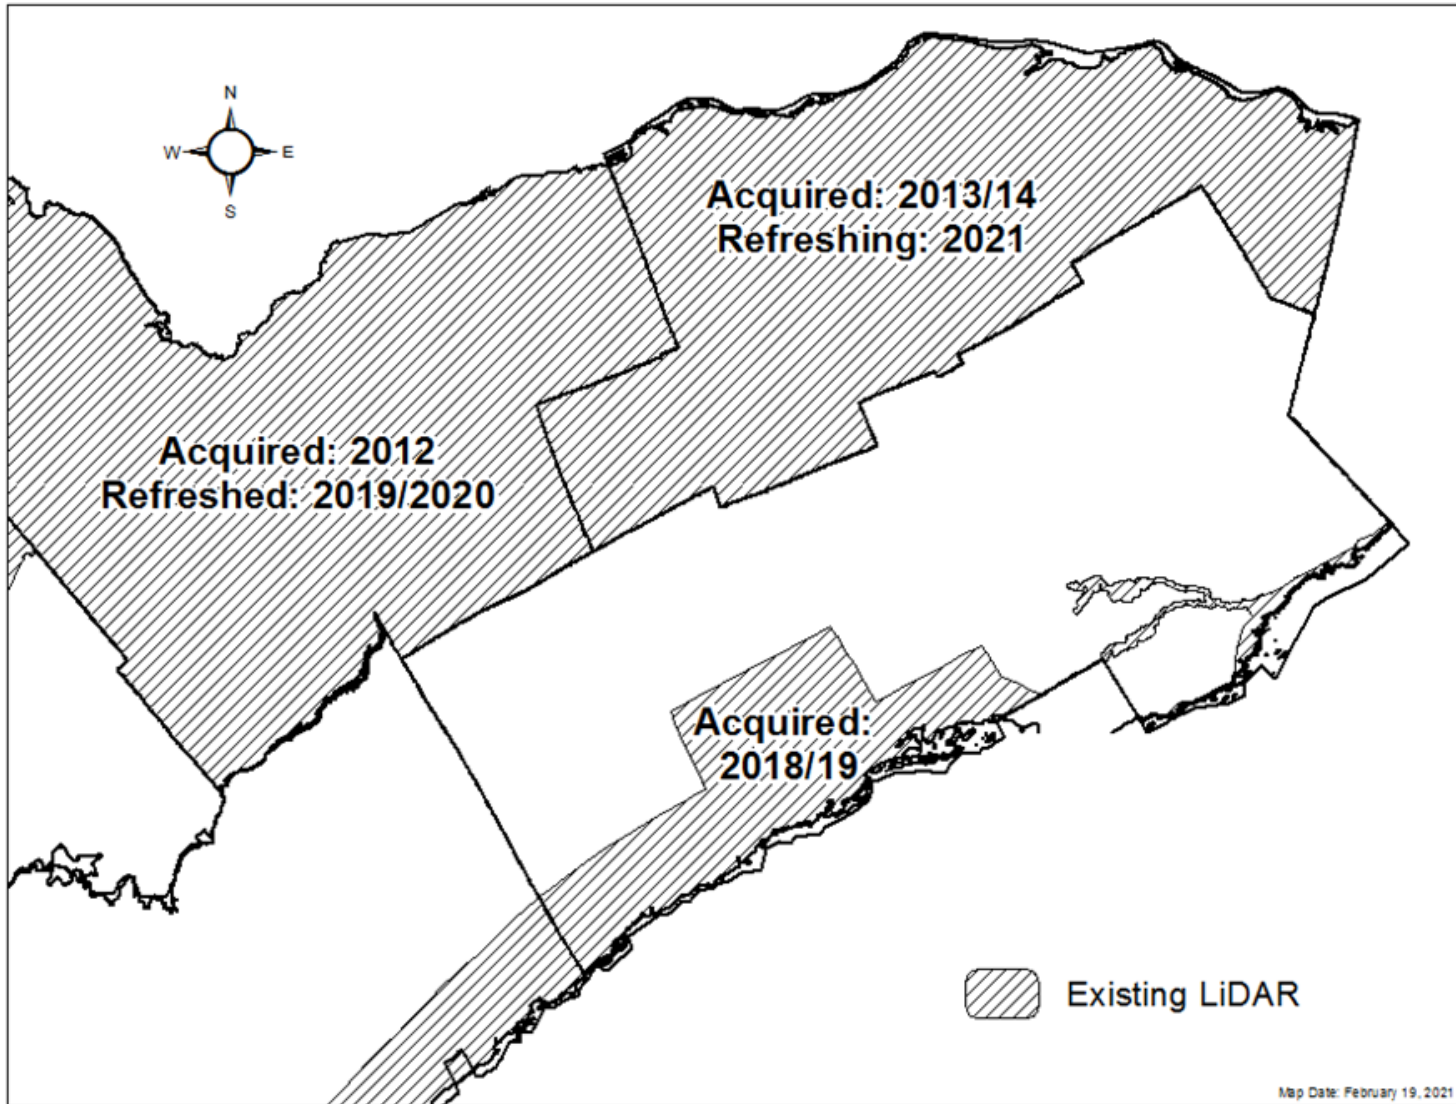 N
W E
S
Acquired: 2013/14
Refreshing: 2021
Acquired: 2012
Refreshed: 2019/2020
Acquired:
2018/19
Existing LiDAR
Map Date: February 19, 2021